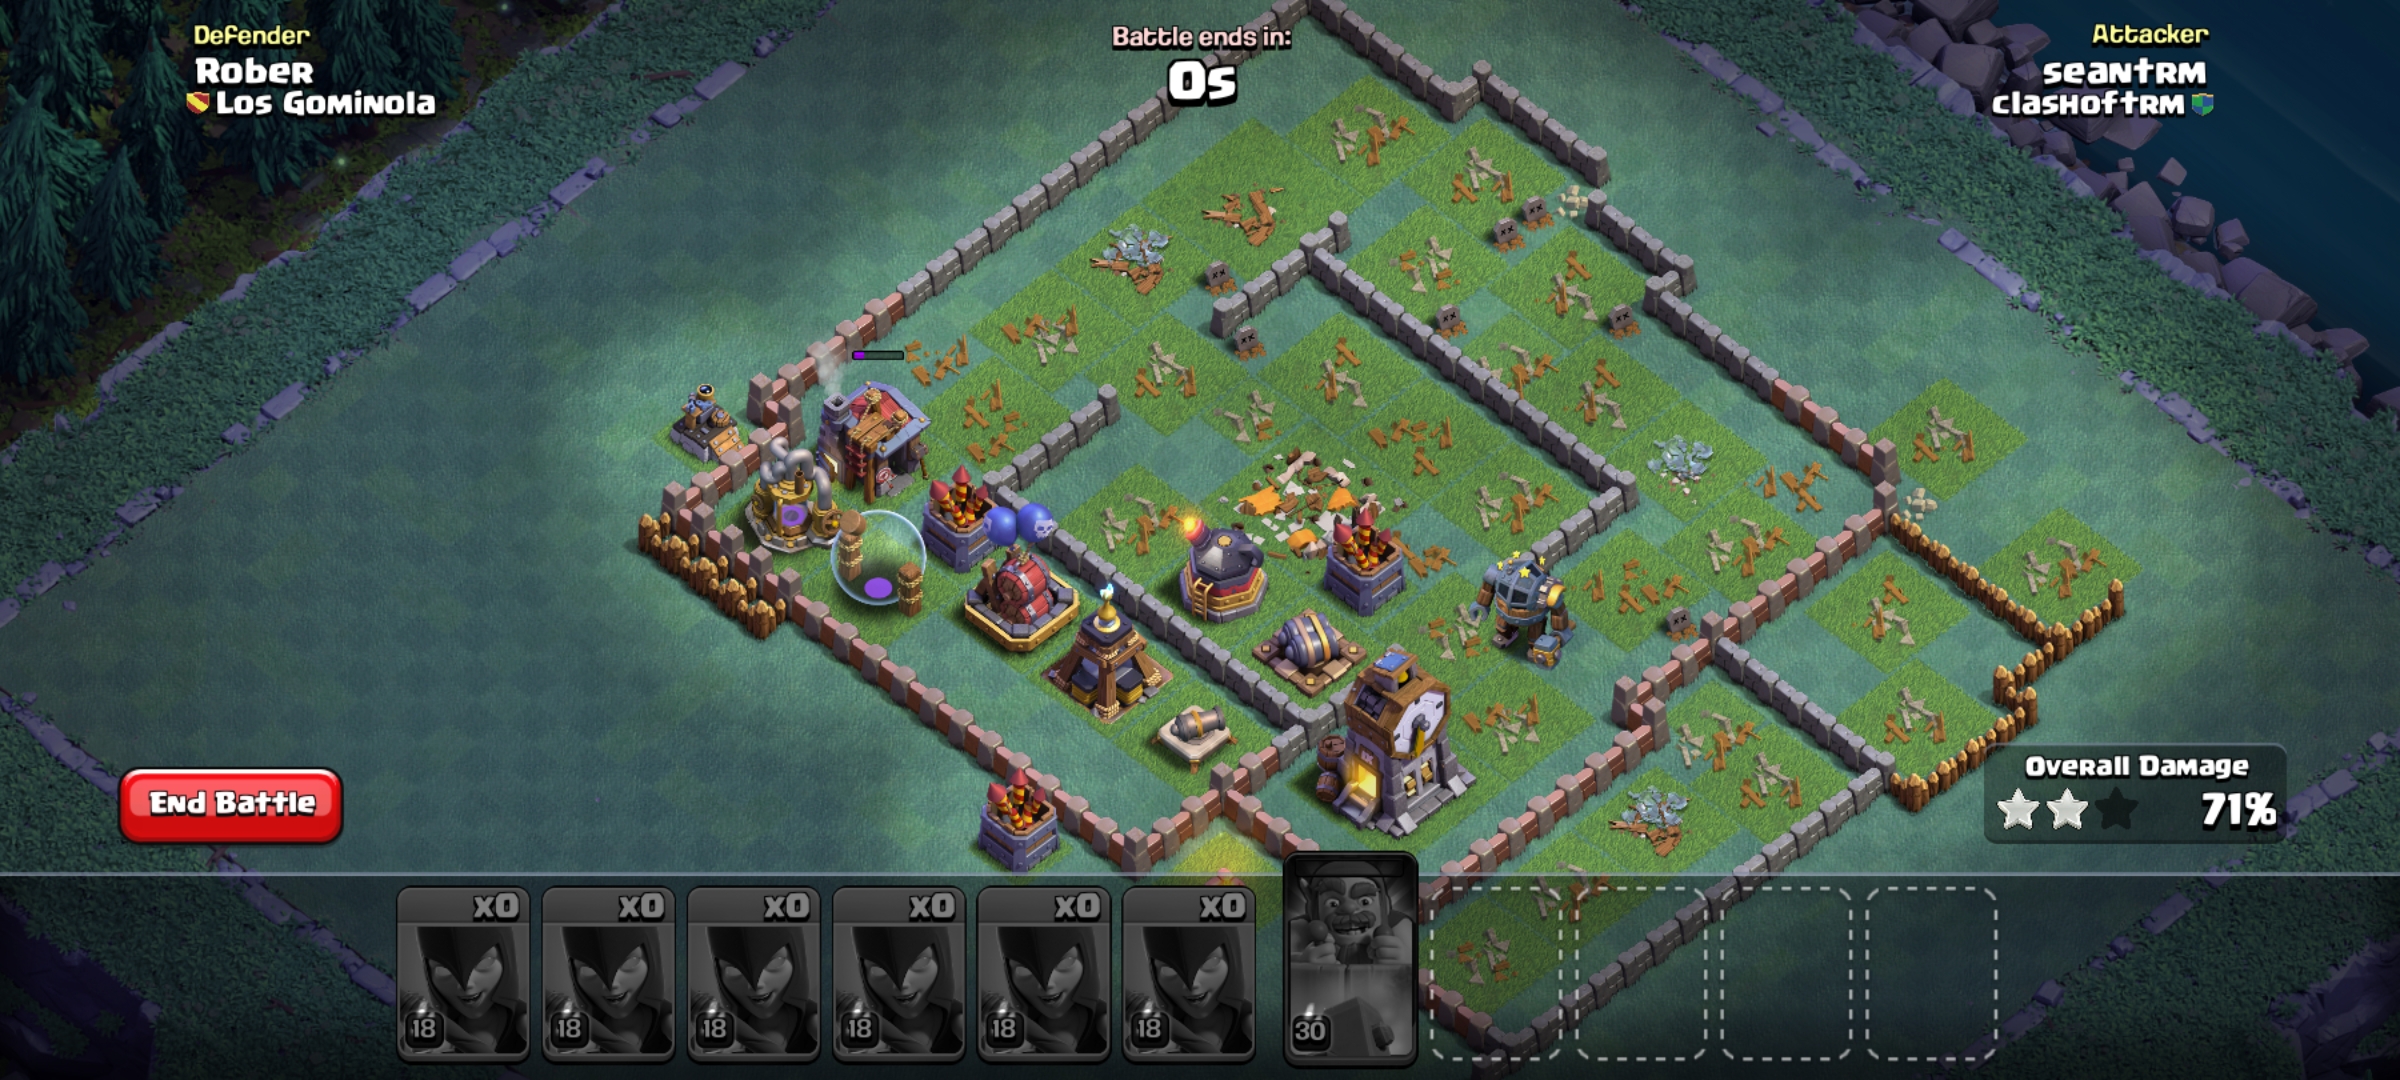 Defender
Rober
Los Gominola
Battle ends in:
0s
Attacker
seantRM
clashoftRM
End Battle
Overall Damage
71%
x0
x0
x0
x0
x0
x0
18
18
18
18
18
18
30